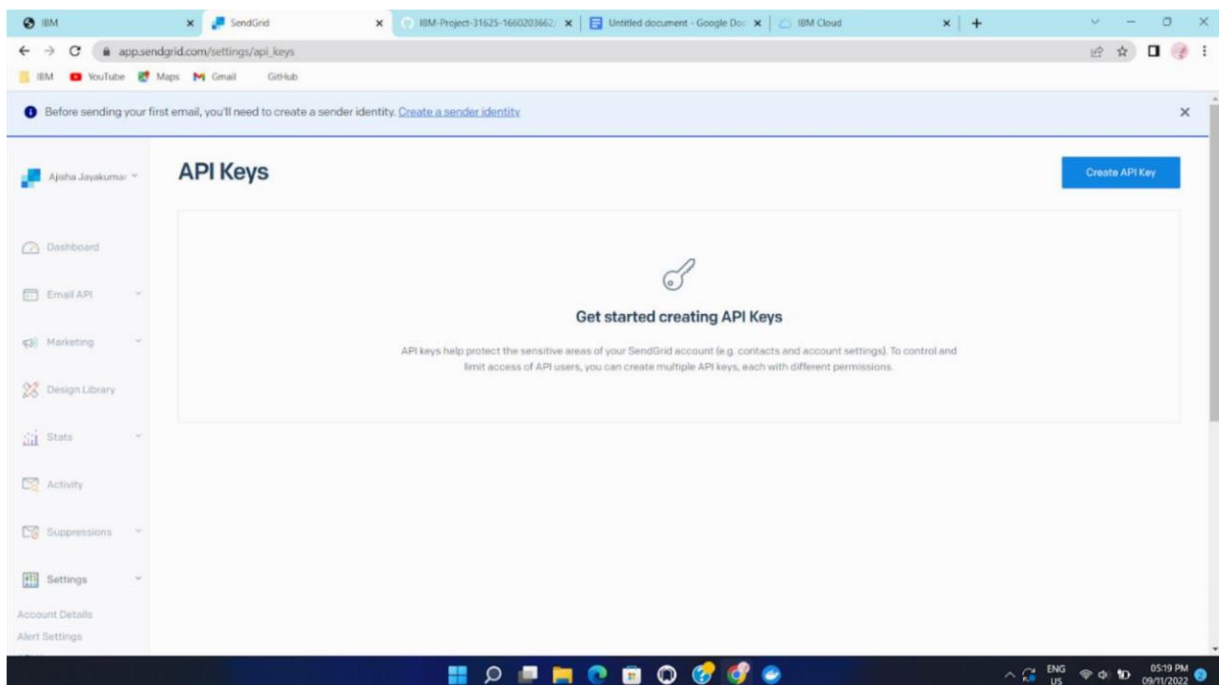 IBM
SendGrid
IBM-Project-31625-1660203662/
Untitled document - Google Doc
IBM Cloud
app.sendgrid.com/settings/api_keys
IBM YouTube Maps Gmail GitHub
Before sending your first email, you'll need to create a sender identity. Create a sender identity
Ajisha Jayakumar
API Keys
Create API Key
Dashboard
Email API
Marketing
Design Library
Stats
Activity
Suppressions
Settings
Account Details
Alert Settings
Get started creating API Keys
API keys help protect the sensitive areas of your SendGrid account (e.g. contacts and account settings). To control and
limit access of API users, you can create multiple API keys, each with different permissions.
ENG
US
05:19 PM
09/11/2022
2